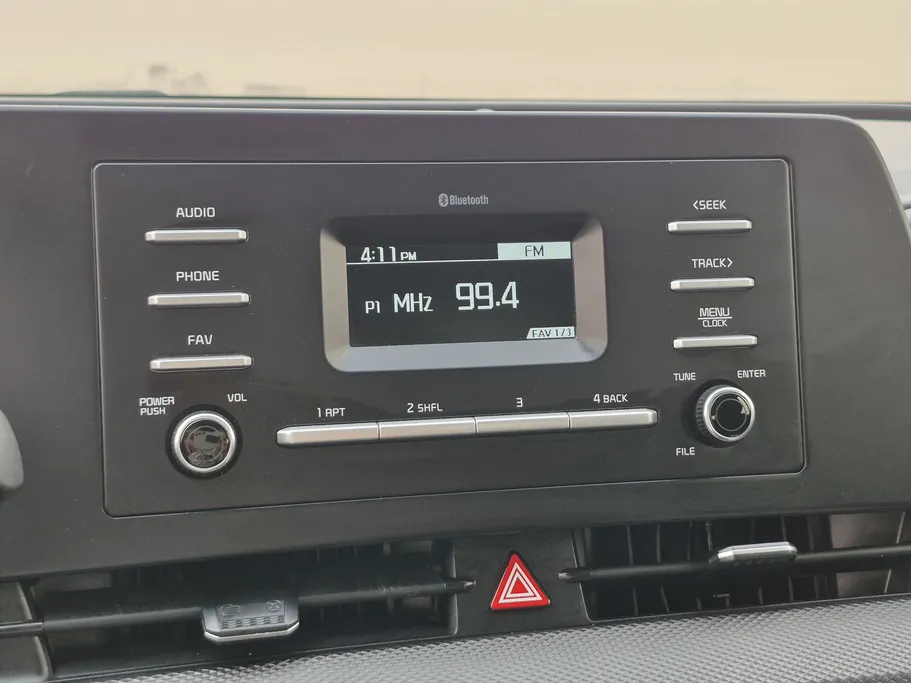 Bluetooth
AUDIO
PHONE
FAV
POWER
PUSH
VOL
4:11 PM
FM
P1 MHz 99.4
FAV 1/3
1 RPT
2 SHFL
3
4 BACK
<SEEK
TRACK>
MENU
CLOCK
TUNE
ENTER
FILE